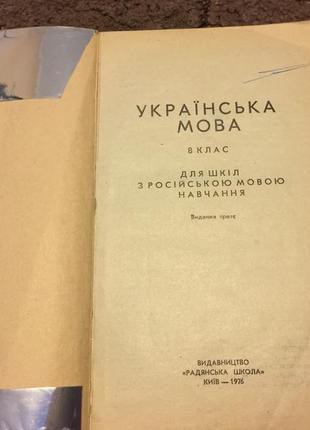 УКРАЇНСЬКА
МОВА
8 КЛАС
ДЛЯ ШКІЛ
З РОСІЙСЬКОЮ МОВОЮ
НАВЧАННЯ
Видання третє
ВИДАВНИЦТВО
«РАДЯНСЬКА ШКОЛА»
КИЇВ — 1976